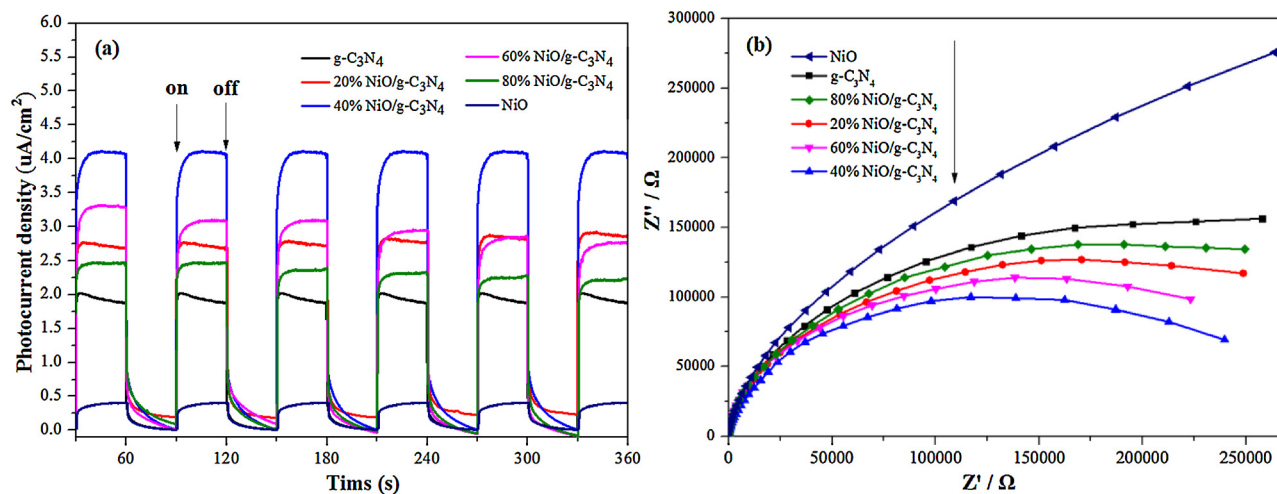 (a)
g-C₃N₄
20% NiO/g-C₃N₄
40% NiO/g-C₃N₄
60% NiO/g-C₃N₄
80% NiO/g-C₃N₄
NiO
on off
Photocurrent density (uA/cm²)
6.0
5.5
5.0
4.5
4.0
3.5
3.0
2.5
2.0
1.5
1.0
0.5
0.0
60 120 180 240 300 360
Tims (s)
(b)
NiO
g-C₃N₄
80% NiO/g-C₃N₄
20% NiO/g-C₃N₄
60% NiO/g-C₃N₄
40% NiO/g-C₃N₄
Z'' / Ω
300000
250000
200000
150000
100000
50000
0
0 50000 100000 150000 200000 250000
Z' / Ω